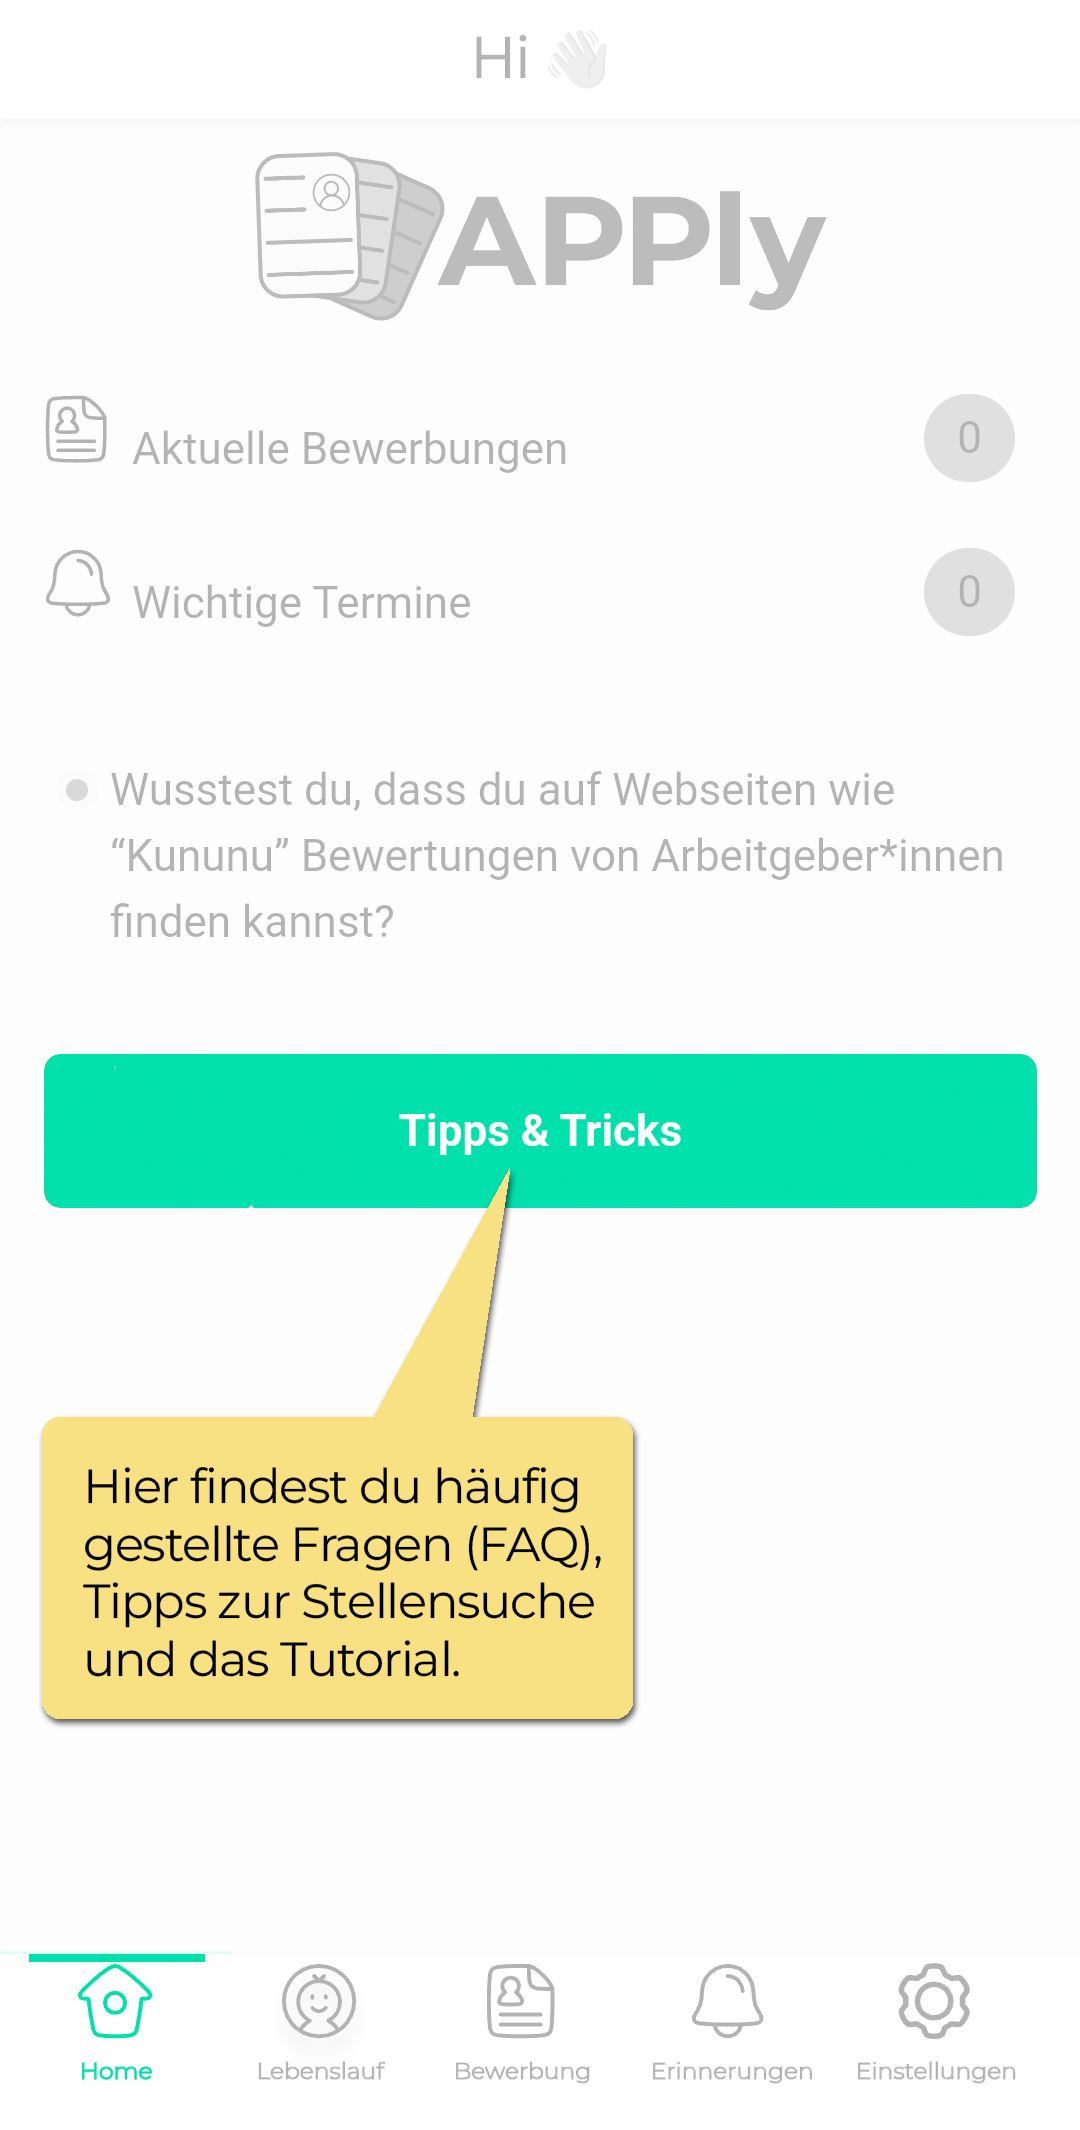 Hi 👋
APPly
Aktuelle Bewerbungen
0
Wichtige Termine
0
Wusstest du, dass du auf Webseiten wie
“Kununu” Bewertungen von Arbeitgeber*innen
finden kannst?
Tipps & Tricks
Hier findest du häufig
gestellte Fragen (FAQ),
Tipps zur Stellensuche
und das Tutorial.
Home
Lebenslauf
Bewerbung
Erinnerungen
Einstellungen